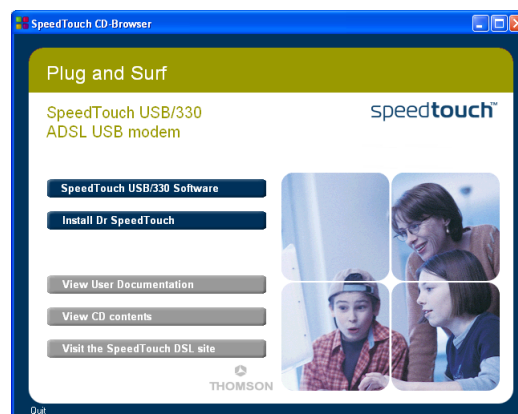 SpeedTouch CD-Browser
Plug and Surf
SpeedTouch USB/330
ADSL USB modem
speedtouch™
SpeedTouch USB/330 Software
Install Dr SpeedTouch
View User Documentation
View CD contents
Visit the SpeedTouch DSL site
THOMSON
Quit